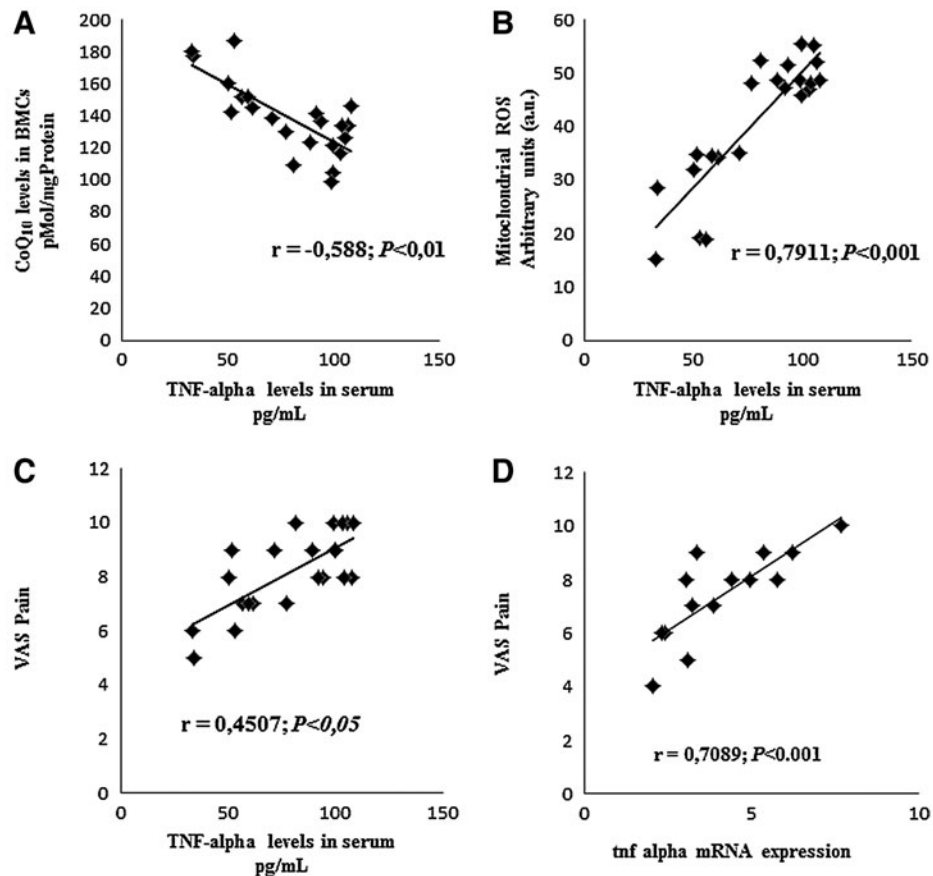 A
200
180
160
140
120
100
80
60
40
20
0
CoQ10 levels in BMCs
pMol/mgProtein
r = -0,588; P<0,01
0 50 100 150
TNF-alpha levels in serum
pg/mL
B
60
50
40
30
20
10
0
Mitochondrial ROS
Arbitrary units (a.u.)
r = 0,7911; P<0,001
0 50 100 150
TNF-alpha levels in serum
pg/mL
C
12
10
8
6
4
2
0
VAS Pain
r = 0,4507; P<0,05
0 50 100 150
TNF-alpha levels in serum
pg/mL
D
12
10
8
6
4
2
0
VAS Pain
r = 0,7089; P<0.001
0 5 10
tnf alpha mRNA expression